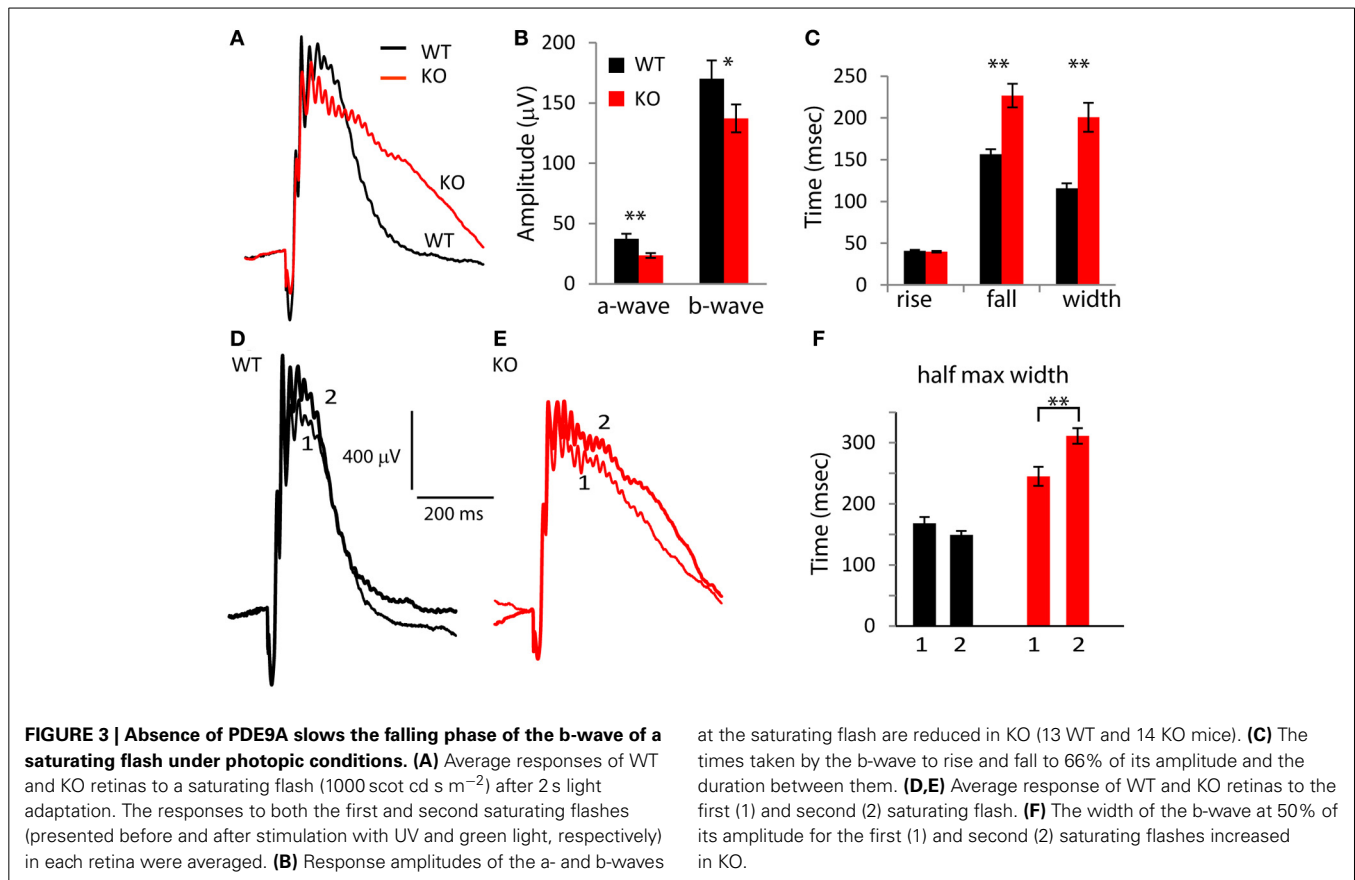 A
WT
KO
KO
WT
B
200
150
100
50
0
Amplitude (µV)
WT
KO
**
*
a-wave
b-wave
C
250
200
150
100
50
0
Time (msec)
**
**
rise
fall
width
D
WT
2
1
400 µV
200 ms
E
KO
2
1
F
half max width
**
300
200
100
0
Time (msec)
1
2
1
2
FIGURE 3 | Absence of PDE9A slows the falling phase of the b-wave of a
saturating flash under photopic conditions. (A) Average responses of WT
and KO retinas to a saturating flash (1000 scot cd s m⁻²) after 2 s light
adaptation. The responses to both the first and second saturating flashes
(presented before and after stimulation with UV and green light, respectively)
in each retina were averaged. (B) Response amplitudes of the a- and b-waves
at the saturating flash are reduced in KO (13 WT and 14 KO mice). (C) The
times taken by the b-wave to rise and fall to 66% of its amplitude and the
duration between them. (D,E) Average response of WT and KO retinas to the
first (1) and second (2) saturating flash. (F) The width of the b-wave at 50% of
its amplitude for the first (1) and second (2) saturating flashes increased
in KO.